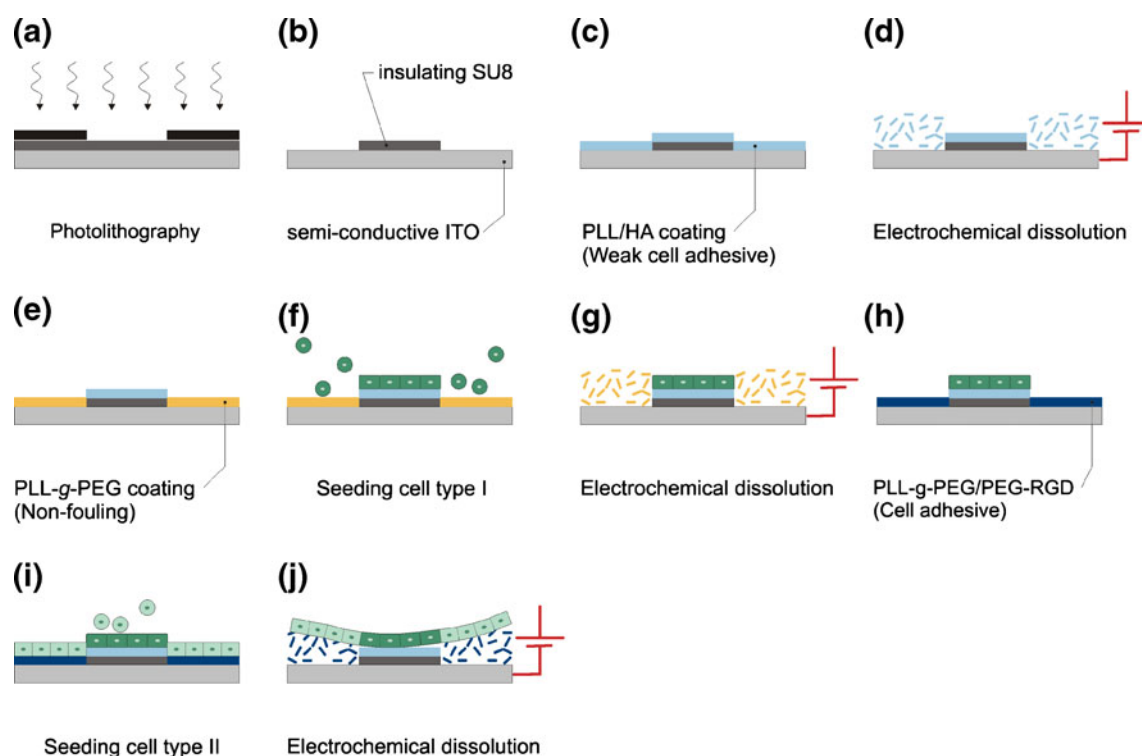 (a)
(b)
(c)
(d)
insulating SU8
Photolithography
semi-conductive ITO
PLL/HA coating
(Weak cell adhesive)
Electrochemical dissolution
(e)
(f)
(g)
(h)
PLL-g-PEG coating
(Non-fouling)
Seeding cell type I
Electrochemical dissolution
PLL-g-PEG/PEG-RGD
(Cell adhesive)
(i)
(j)
Seeding cell type II
Electrochemical dissolution